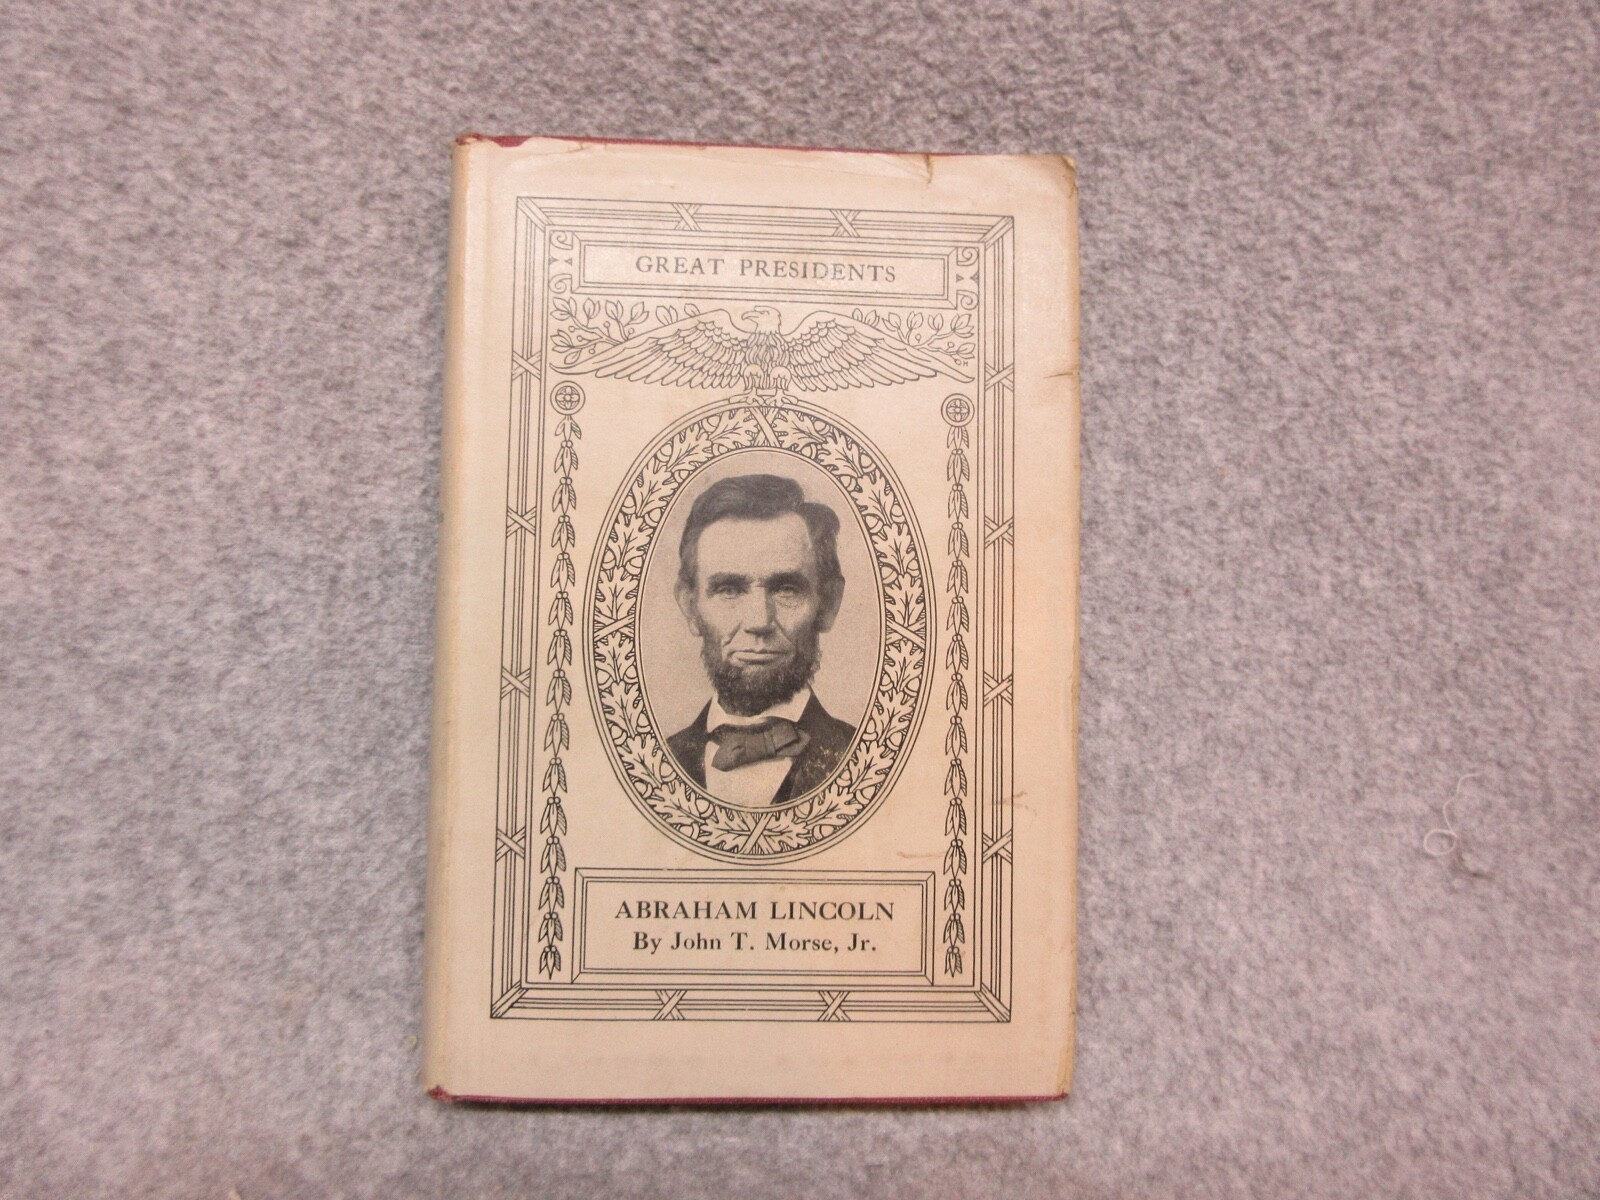 GREAT PRESIDENTS
ABRAHAM LINCOLN
By John T. Morse, Jr.